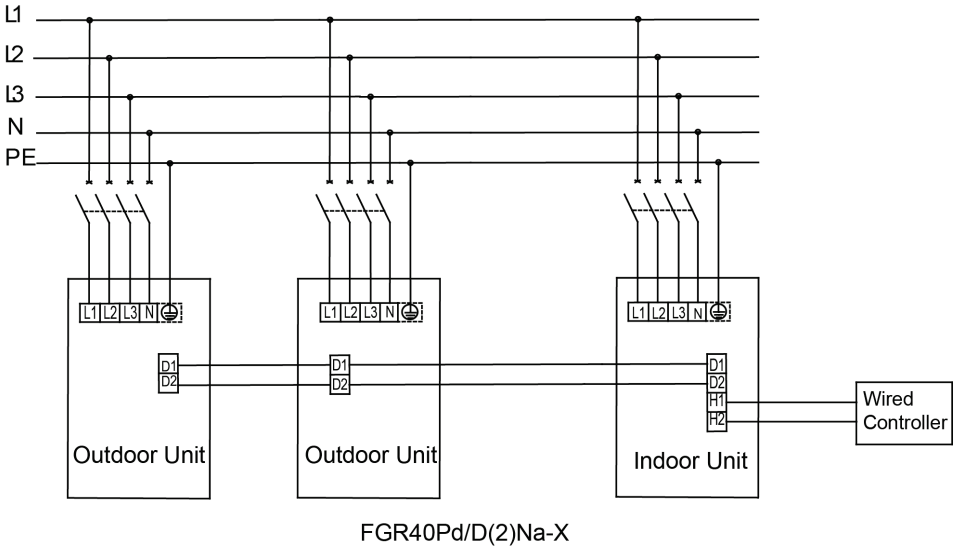 L1
L2
L3
N
PE
L1 L2 L3 N
L1 L2 L3 N
L1 L2 L3 N
D1
D2
D1
D2
D1
D2
H1
H2
Wired
Controller
Outdoor Unit
Outdoor Unit
Indoor Unit
FGR40Pd/D(2)Na-X